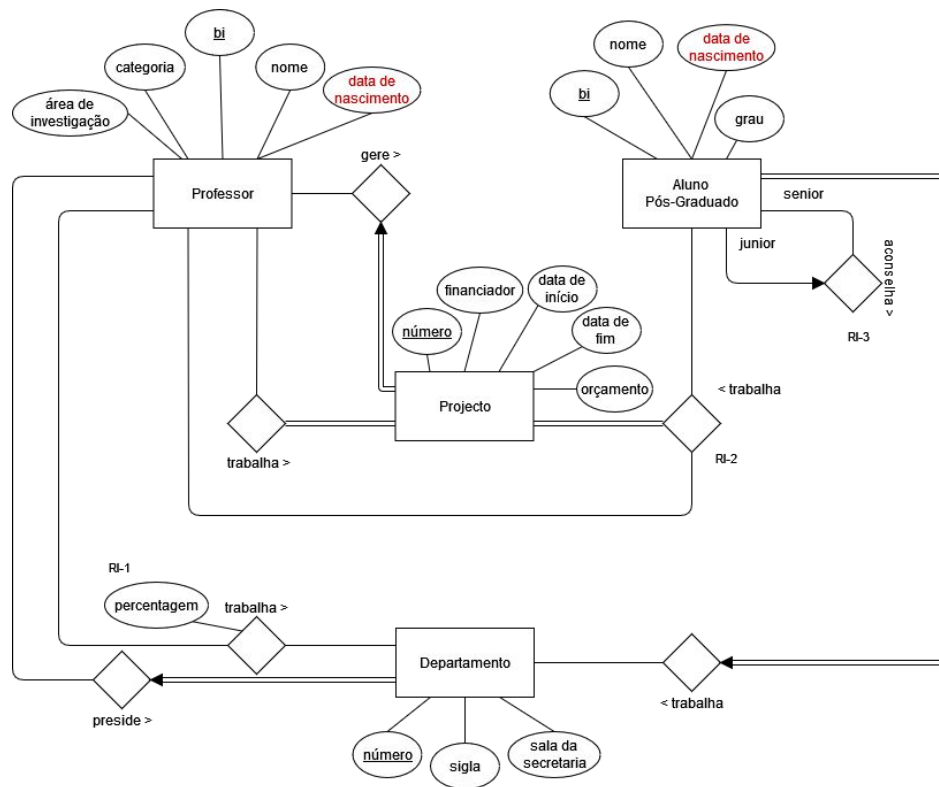 bi
categoria
nome
área de
investigação
data de
nascimento
Professor
gere >
nome
data de
nascimento
bi
grau
Aluno
Pós-Graduado
senior
junior
aconselha >
RI-3
número
financiador
data de
início
data de
fim
orçamento
Projecto
trabalha >
< trabalha
RI-2
RI-1
percentagem
trabalha >
preside >
Departamento
< trabalha
número
sigla
sala da
secretaria